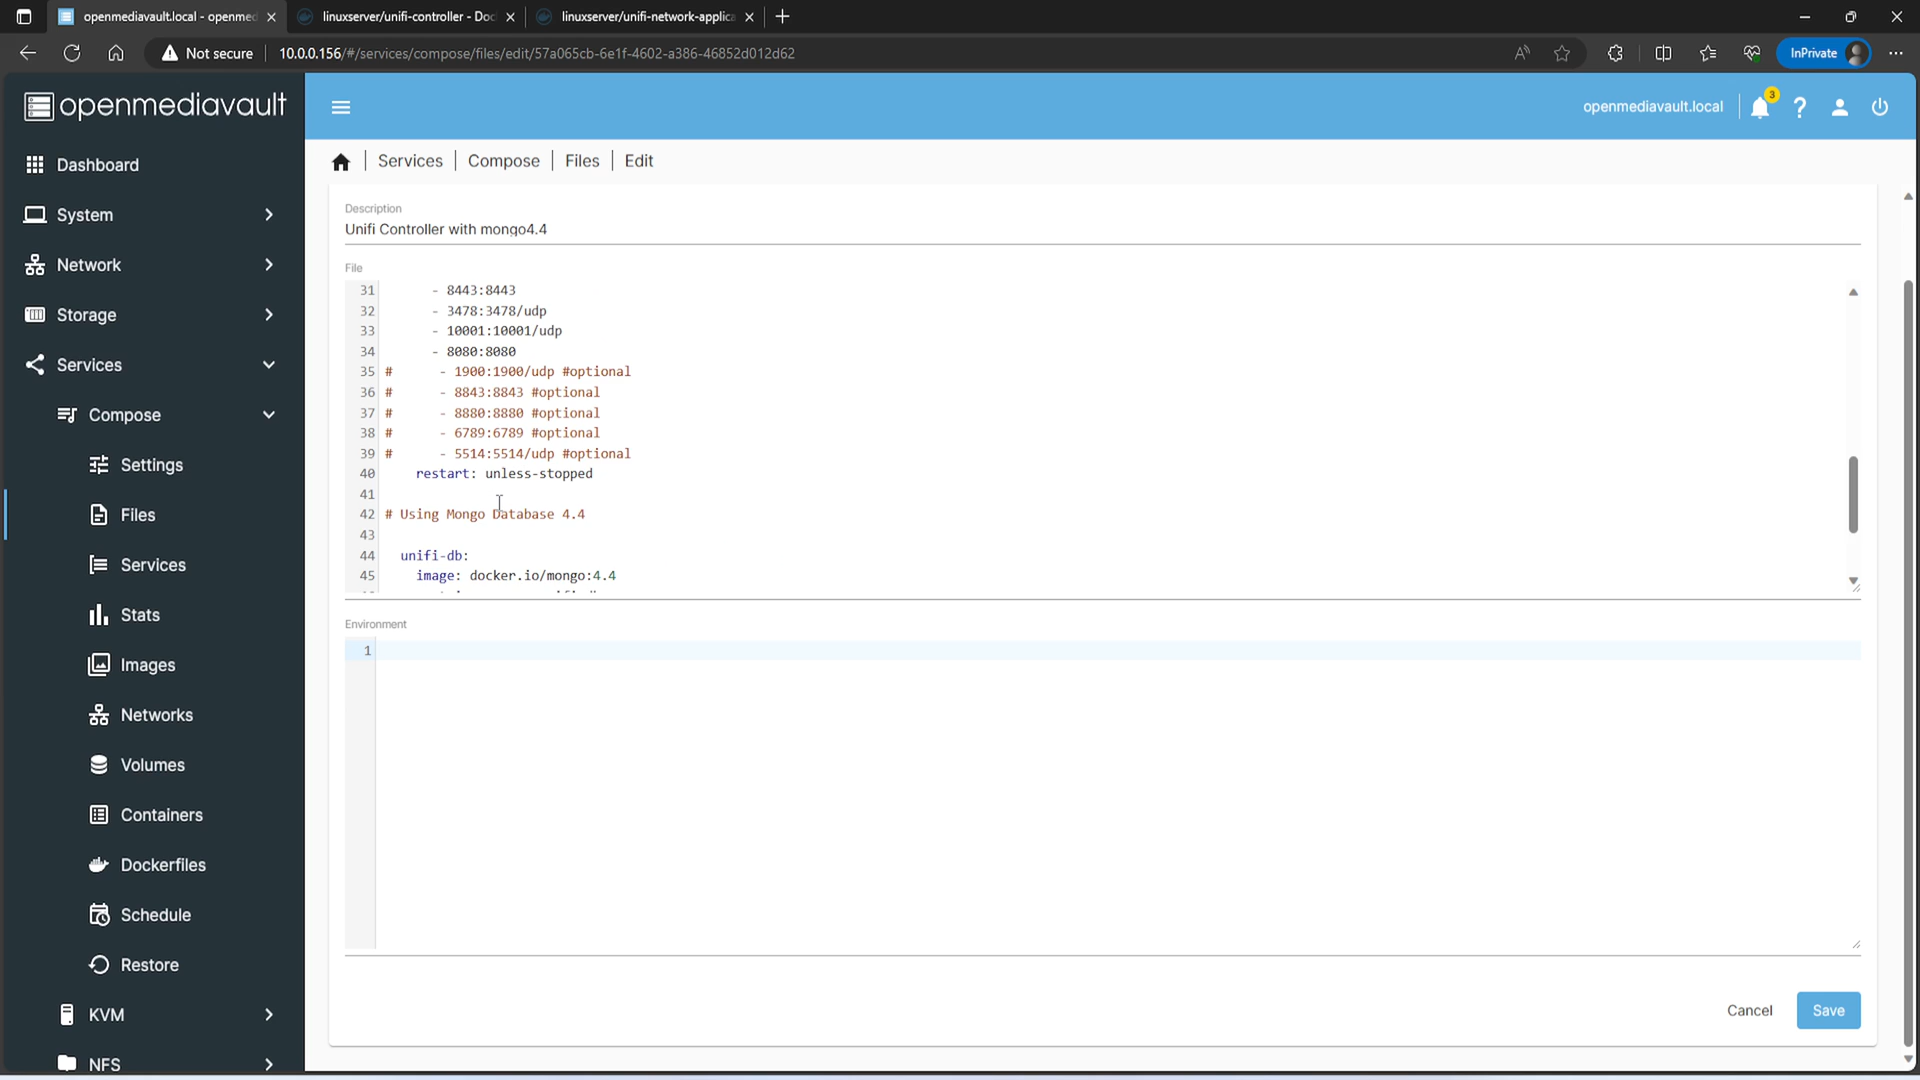 openmediavault.local - openmed
linuxserver/unifi-controller - Doc
linuxserver/unifi-network-applica
Not secure
10.0.0.156/#/services/compose/files/edit/57a065cb-6e1f-4602-a386-46852d012d62
InPrivate
openmediavault
openmediavault.local
3
Dashboard
System
Network
Storage
Services
Compose
Settings
Files
Services
Stats
Images
Networks
Volumes
Containers
Dockerfiles
Schedule
Restore
KVM
NFS
Services | Compose | Files | Edit
Description
Unifi Controller with mongo4.4
File
31 - 8443:8443
32 - 3478:3478/udp
33 - 10001:10001/udp
34 - 8080:8080
35 # - 1900:1900/udp #optional
36 # - 8843:8843 #optional
37 # - 8880:8880 #optional
38 # - 6789:6789 #optional
39 # - 5514:5514/udp #optional
40 restart: unless-stopped
41
42 # Using Mongo Database 4.4
43
44 unifi-db:
45 image: docker.io/mongo:4.4
Environment
1
Cancel
Save